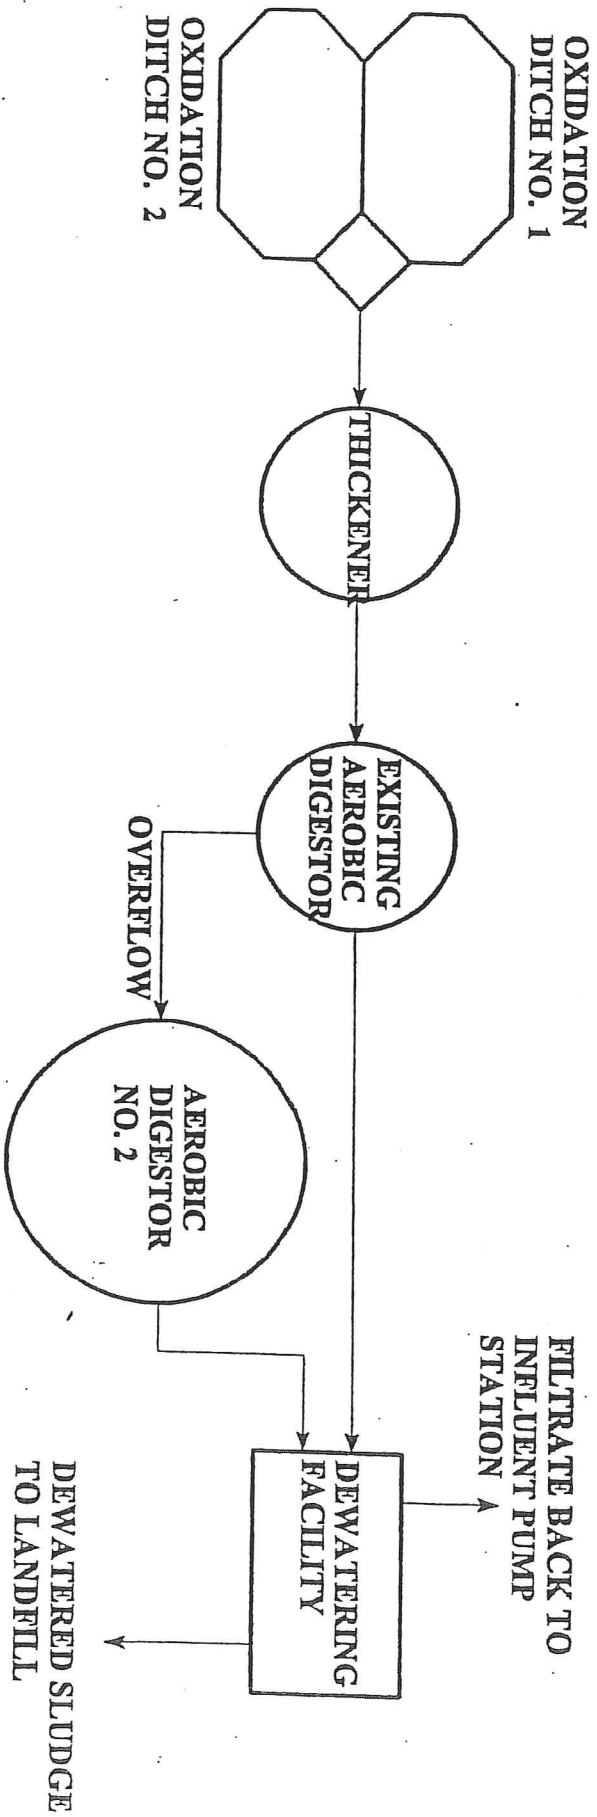 OXIDATION
DITCH NO. 1
OXIDATION
DITCH NO. 2
THICKENER
EXISTING
AEROBIC
DIGESTOR
OVERFLOW
AEROBIC
DIGESTOR
NO. 2
FILTRATE BACK TO
INFLUENT PUMP
STATION
DEWATERING
FACILITY
DEWATERED SLUDGE
TO LANDFILL